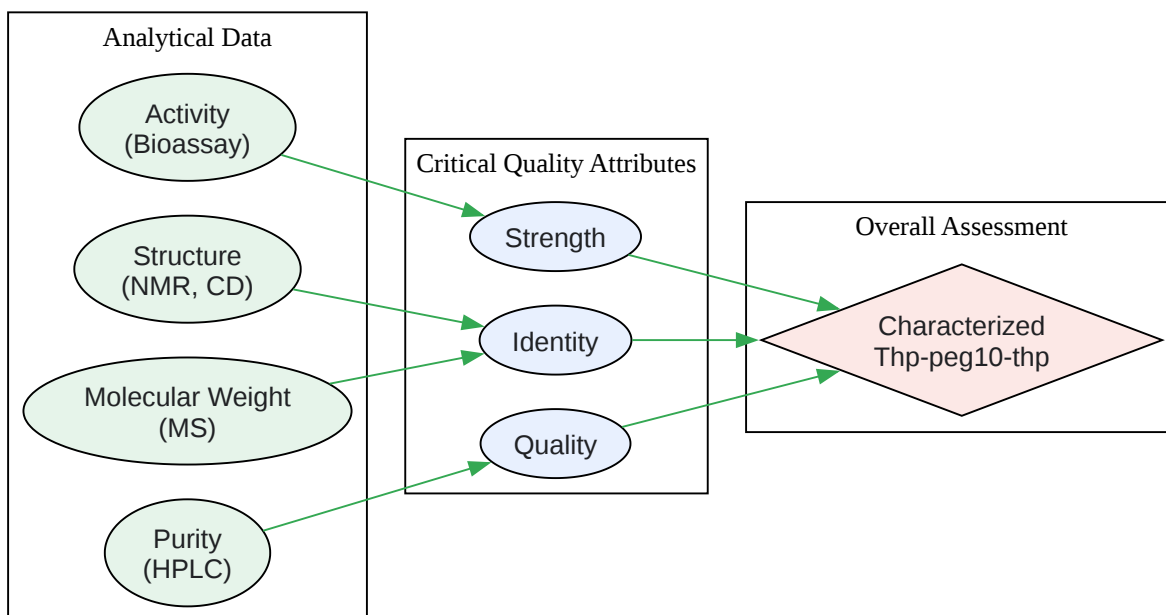 Analytical Data
Activity
(Bioassay)
Structure
(NMR, CD)
Molecular Weight
(MS)
Purity
(HPLC)
Critical Quality Attributes
Strength
Identity
Quality
Overall Assessment
Characterized
Thp-peg10-thp